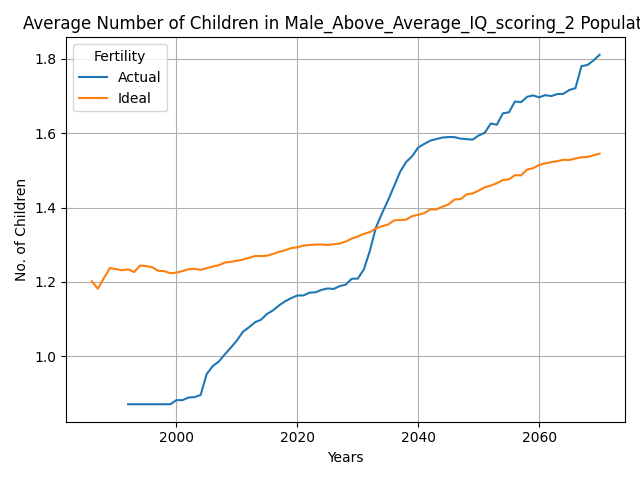 Average Number of Children in Male_Above_Average_IQ_scoring_2 Populat
Fertility
Actual
Ideal
1.8
1.6
1.4
1.2
1.0
No. of Children
2000
2020
2040
2060
Years